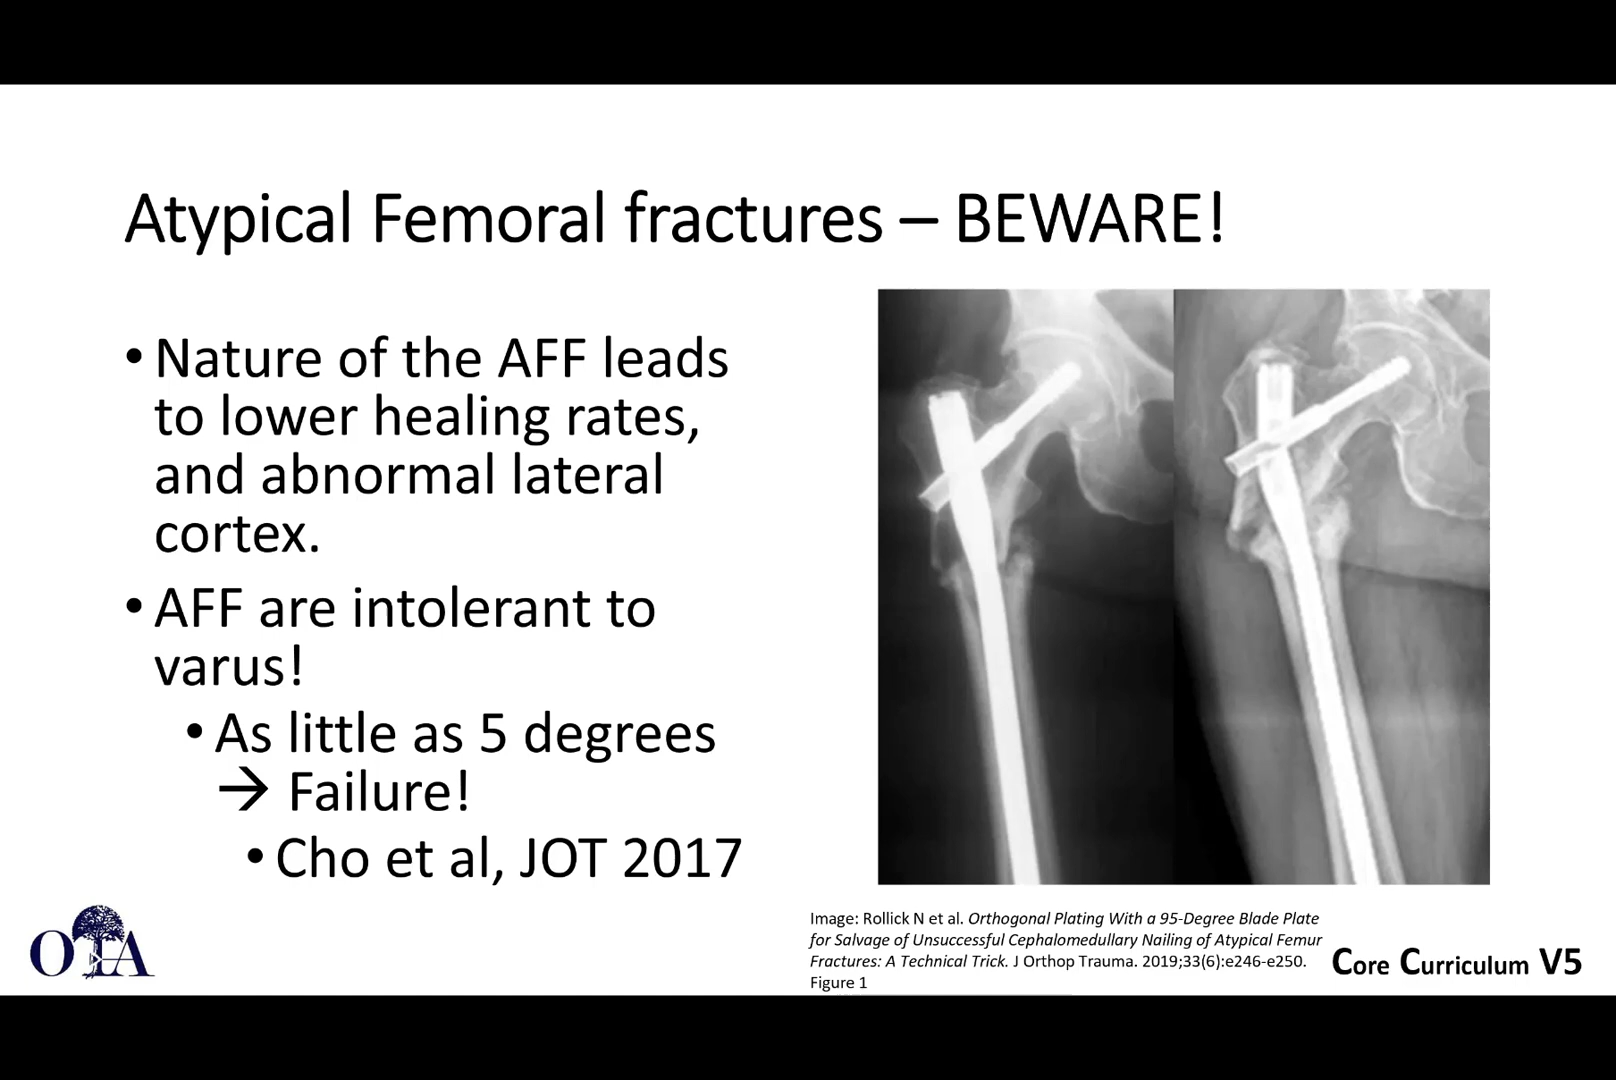 Atypical Femoral fractures – BEWARE!
• Nature of the AFF leads
to lower healing rates,
and abnormal lateral
cortex.
• AFF are intolerant to
varus!
• As little as 5 degrees
→ Failure!
• Cho et al, JOT 2017
OTA
Image: Rollick N et al. Orthogonal Plating With a 95-Degree Blade Plate
for Salvage of Unsuccessful Cephalomedullary Nailing of Atypical Femur
Fractures: A Technical Trick. J Orthop Trauma. 2019;33(6):e246-e250.
Figure 1
Core Curriculum V5